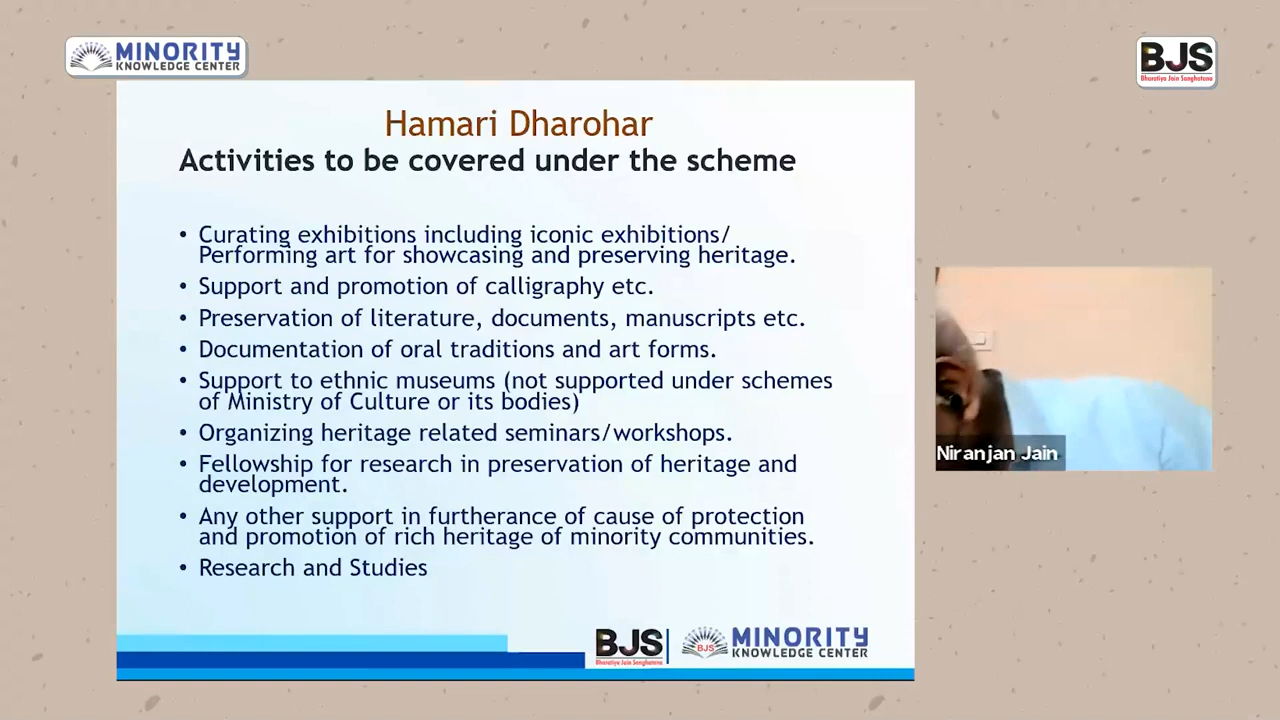 MINORITY
KNOWLEDGE CENTER
BJS
Bharatiya Jain Sanghatana
Hamari Dharohar
Activities to be covered under the scheme
• Curating exhibitions including iconic exhibitions/
Performing art for showcasing and preserving heritage.
• Support and promotion of calligraphy etc.
• Preservation of literature, documents, manuscripts etc.
• Documentation of oral traditions and art forms.
• Support to ethnic museums (not supported under schemes
of Ministry of Culture or its bodies)
• Organizing heritage related seminars/workshops.
• Fellowship for research in preservation of heritage and
development.
• Any other support in furtherance of cause of protection
and promotion of rich heritage of minority communities.
• Research and Studies
Niranjan Jain
BJS
Bharatiya Jain Sanghatana
BJS
MINORITY
KNOWLEDGE CENTER